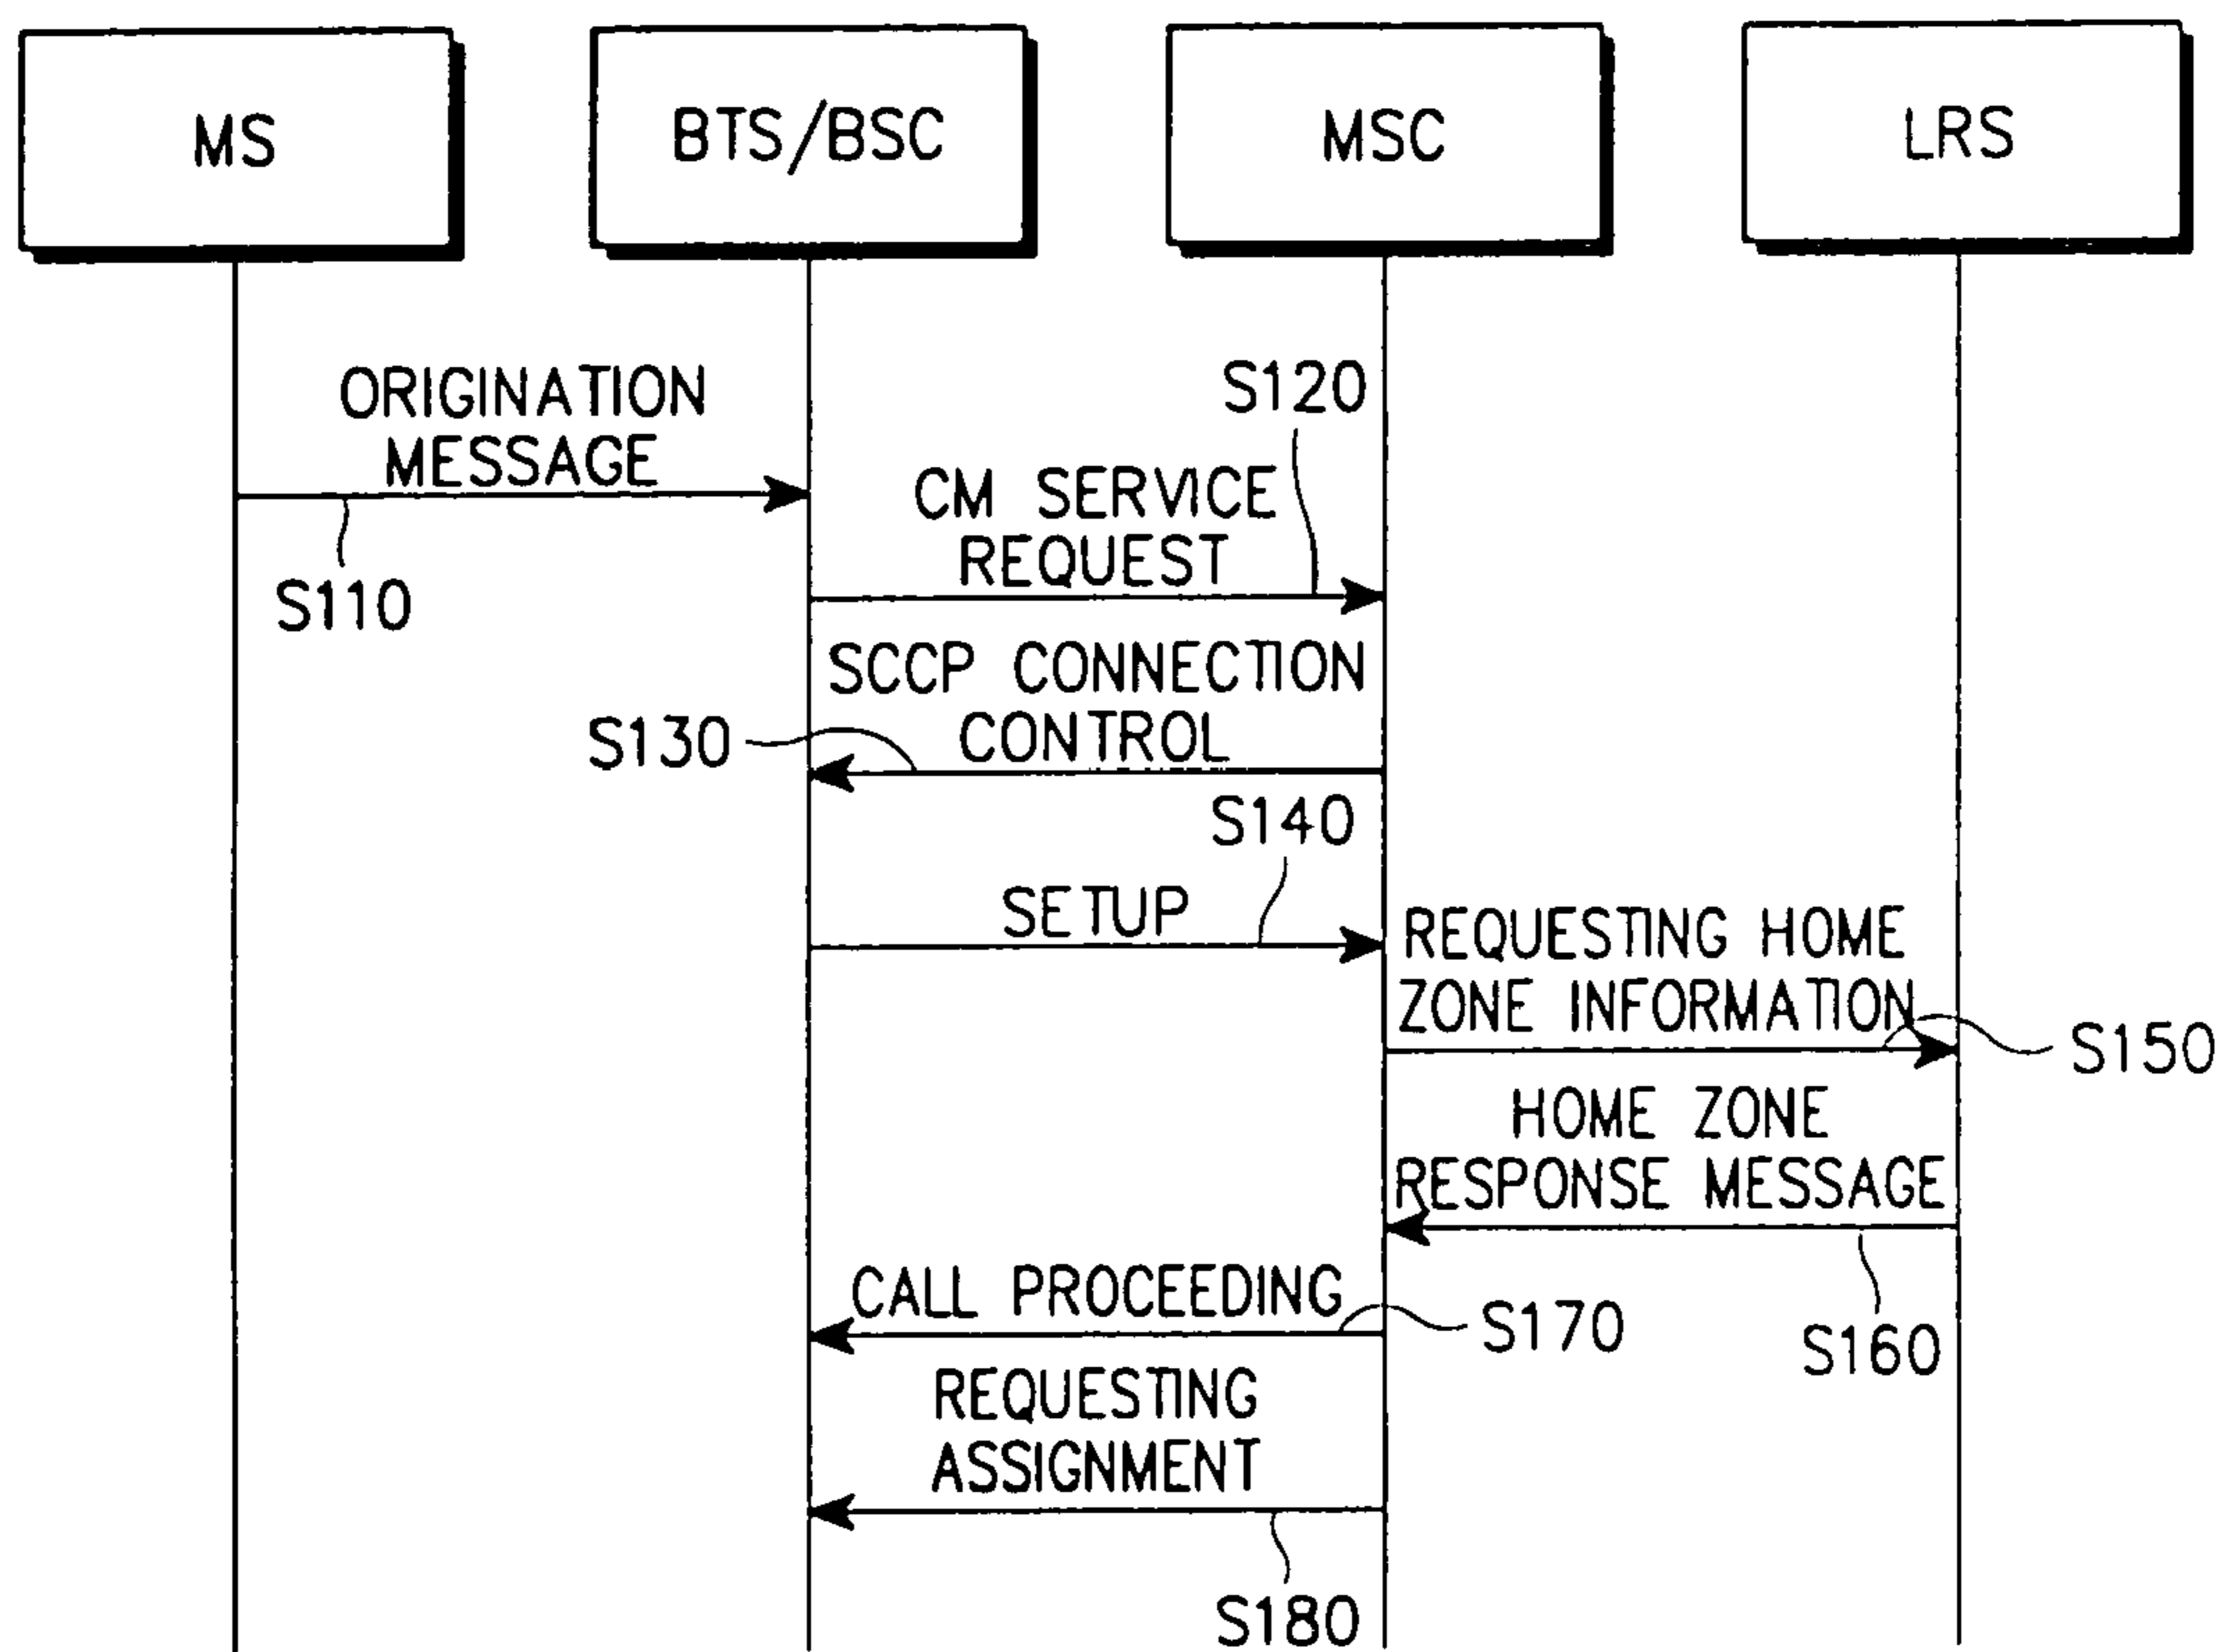 MS
BTS/BSC
MSC
LRS
ORIGINATION
MESSAGE
S110
S120
CM SERVICE
REQUEST
SCCP CONNECTION
CONTROL
S130
S140
SETUP
REQUESTING HOME
ZONE INFORMATION
S150
HOME ZONE
RESPONSE MESSAGE
S160
CALL PROCEEDING
S170
REQUESTING
ASSIGNMENT
S180